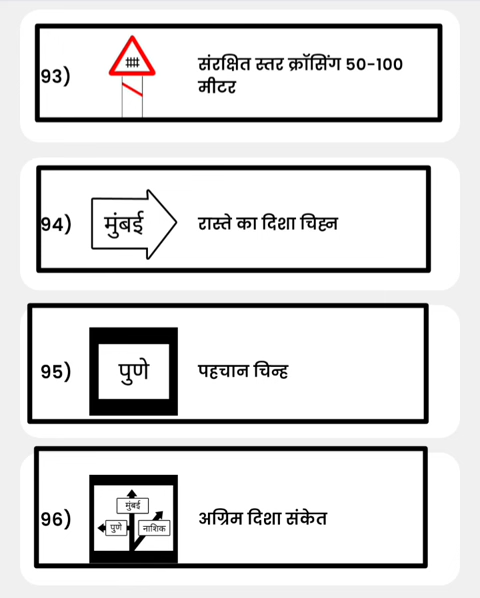 93)
संरक्षित स्तर क्रॉसिंग 50-100
मीटर
94)
मुंबई
रास्ते का दिशा चिह्न
95)
पुणे
पहचान चिन्ह
96)
मुंबई
पुणे
नाशिक
अग्रिम दिशा संकेत